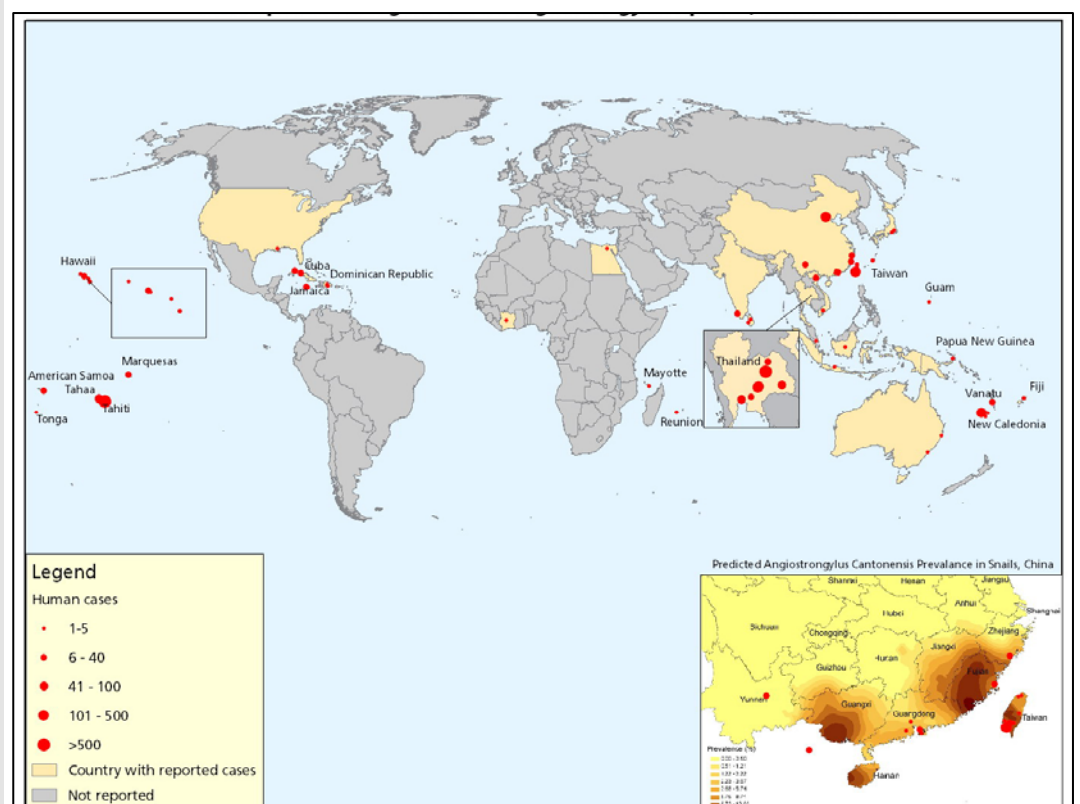 Hawaii
Cuba
Dominican Republic
Jamaica
Taiwan
Guam
Marquesas
American Samoa
Tahaa
Tahiti
Tonga
Mayotte
Reunion
Thailand
Papua New Guinea
Fiji
Vanatu
New Caledonia
Legend
Human cases
1-5
6 - 40
41 - 100
101 - 500
>500
Country with reported cases
Not reported
Predicted Angiostrongylus Cantonensis Prevalance in Snails, China
Shannxi
Henan
Jiangsu
Anhui
Shanghai
Hubei
Sichuan
Chongqing
Zhejiang
Jiangxi
Hunan
Guizhou
Fujian
Yunnan
Guangxi
Guangdong
Taiwan
Hainan